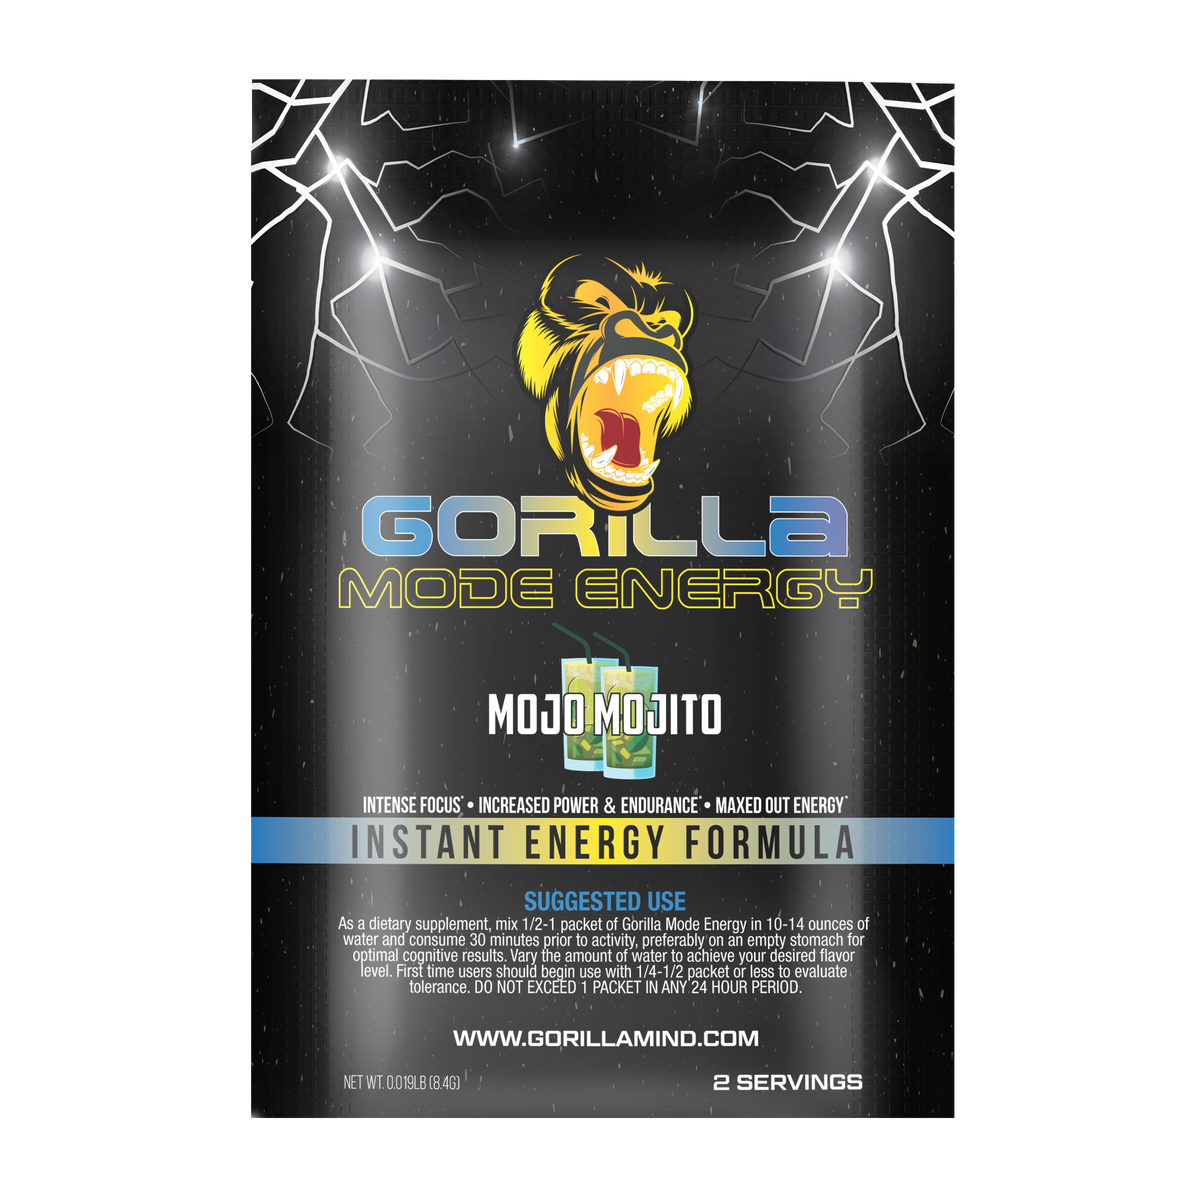 GORILLA
MODE ENERGY
MOJO MOJITO
INTENSE FOCUS* • INCREASED POWER & ENDURANCE* • MAXED OUT ENERGY*
INSTANT ENERGY FORMULA
SUGGESTED USE
As a dietary supplement, mix 1/2-1 packet of Gorilla Mode Energy in 10-14 ounces of
water and consume 30 minutes prior to activity, preferably on an empty stomach for
optimal cognitive results. Vary the amount of water to achieve your desired flavor
level. First time users should begin use with 1/4-1/2 packet or less to evaluate
tolerance. DO NOT EXCEED 1 PACKET IN ANY 24 HOUR PERIOD.
WWW.GORILLAMIND.COM
NET WT. 0.019LB (8.4G)
2 SERVINGS